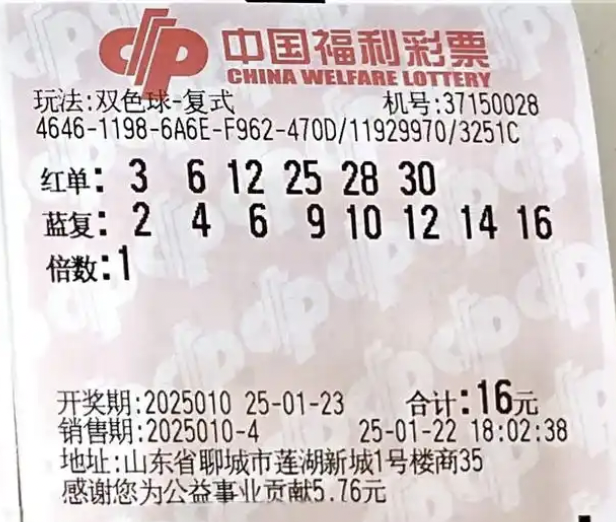 中国福利彩票
CHINA WELFARE LOTTERY
玩法:双色球-复式 机号:37150028
4646-1198-6A6E-F962-470D/11929970/3251C
红单: 3 6 12 25 28 30
蓝复: 2 4 6 9 10 12 14 16
倍数:1
开奖期:2025010 25-01-23 合计:16元
销售期:2025010-4 25-01-22 18:02:38
地址:山东省聊城市莲湖新城1号楼商35
感谢您为公益事业贡献5.76元